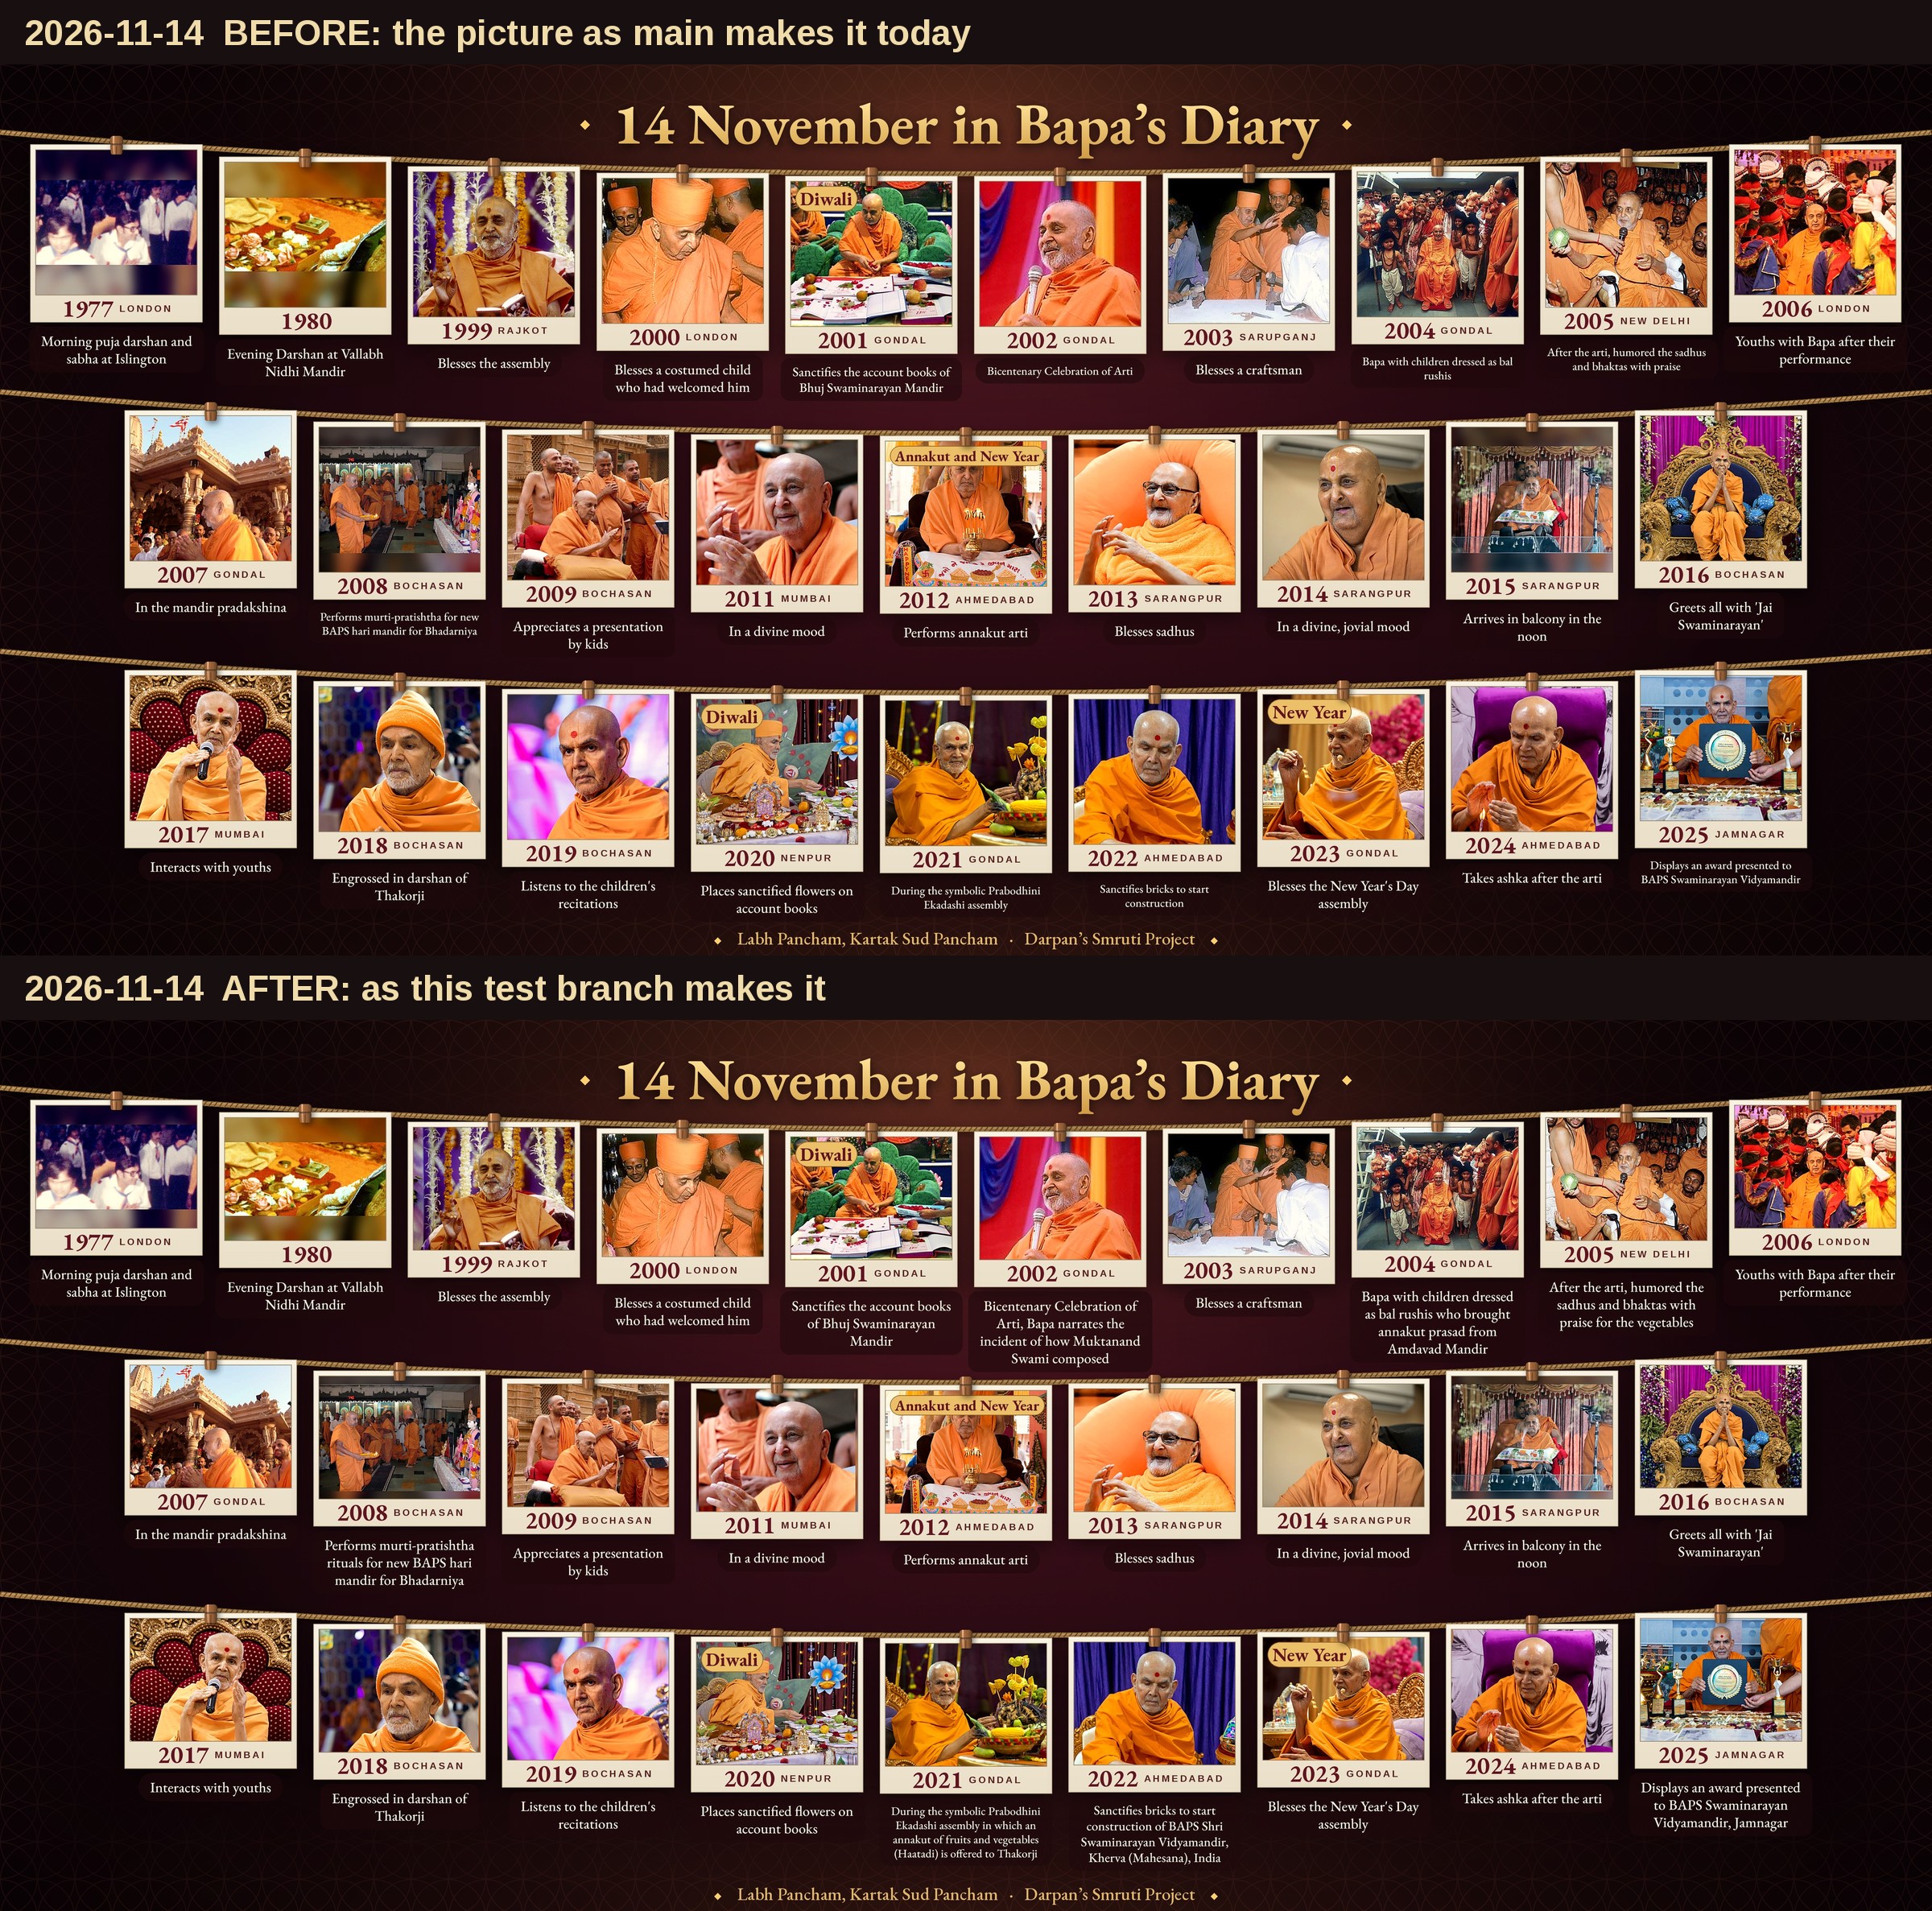 2026-11-14 BEFORE: the picture as main makes it today
14 November in Bapa’s Diary
Diwali
1977 LONDON
1980
1999 RAJKOT
2000 LONDON
2001 GONDAL
2002 GONDAL
2003 SARUPGANJ
2004 GONDAL
2005 NEW DELHI
2006 LONDON
Morning puja darshan and
sabha at Islington
Evening Darshan at Vallabh
Nidhi Mandir
Blesses the assembly
Blesses a costumed child
who had welcomed him
Sanctifies the account books of
Bhuj Swaminarayan Mandir
Bicentenary Celebration of Arti
Blesses a craftsman
Bapa with children dressed as bal
rushis
After the arti, humored the sadhus
and bhaktas with praise
Youths with Bapa after their
performance
Annakut and New Year
2007 GONDAL
2008 BOCHASAN
2009 BOCHASAN
2011 MUMBAI
2012 AHMEDABAD
2013 SARANGPUR
2014 SARANGPUR
2015 SARANGPUR
2016 BOCHASAN
In the mandir pradakshina
Performs murti-pratishtha for new
BAPS hari mandir for Bhadarniya
Appreciates a presentation
by kids
In a divine mood
Performs annakut arti
Blesses sadhus
In a divine, jovial mood
Arrives in balcony in the
noon
Greets all with 'Jai
Swaminarayan'
Diwali
New Year
2017 MUMBAI
2018 BOCHASAN
2019 BOCHASAN
2020 NENPUR
2021 GONDAL
2022 AHMEDABAD
2023 GONDAL
2024 AHMEDABAD
2025 JAMNAGAR
Interacts with youths
Engrossed in darshan of
Thakorji
Listens to the children's
recitations
Places sanctified flowers on
account books
During the symbolic Prabodhini
Ekadashi assembly
Sanctifies bricks to start
construction
Blesses the New Year's Day
assembly
Takes ashka after the arti
Displays an award presented to
BAPS Swaminarayan Vidyamandir
Labh Pancham, Kartak Sud Pancham · Darpan’s Smruti Project
2026-11-14 AFTER: as this test branch makes it
14 November in Bapa’s Diary
Diwali
1977 LONDON
1980
1999 RAJKOT
2000 LONDON
2001 GONDAL
2002 GONDAL
2003 SARUPGANJ
2004 GONDAL
2005 NEW DELHI
2006 LONDON
Morning puja darshan and
sabha at Islington
Evening Darshan at Vallabh
Nidhi Mandir
Blesses the assembly
Blesses a costumed child
who had welcomed him
Sanctifies the account books
of Bhuj Swaminarayan
Mandir
Bicentenary Celebration of
Arti, Bapa narrates the
incident of how Muktanand
Swami composed
Blesses a craftsman
Bapa with children dressed
as bal rushis who brought
annakut prasad from
Amdavad Mandir
After the arti, humored the
sadhus and bhaktas with
praise for the vegetables
Youths with Bapa after their
performance
Annakut and New Year
2007 GONDAL
2008 BOCHASAN
2009 BOCHASAN
2011 MUMBAI
2012 AHMEDABAD
2013 SARANGPUR
2014 SARANGPUR
2015 SARANGPUR
2016 BOCHASAN
In the mandir pradakshina
Performs murti-pratishtha
rituals for new BAPS hari
mandir for Bhadarniya
Appreciates a presentation
by kids
In a divine mood
Performs annakut arti
Blesses sadhus
In a divine, jovial mood
Arrives in balcony in the
noon
Greets all with 'Jai
Swaminarayan'
Diwali
New Year
2017 MUMBAI
2018 BOCHASAN
2019 BOCHASAN
2020 NENPUR
2021 GONDAL
2022 AHMEDABAD
2023 GONDAL
2024 AHMEDABAD
2025 JAMNAGAR
Interacts with youths
Engrossed in darshan of
Thakorji
Listens to the children's
recitations
Places sanctified flowers on
account books
During the symbolic Prabodhini
Ekadashi assembly in which an
annakut of fruits and vegetables
(Haatadi) is offered to Thakorji
Sanctifies bricks to start
construction of BAPS Shri
Swaminarayan Vidyamandir,
Kherva (Mahesana), India
Blesses the New Year's Day
assembly
Takes ashka after the arti
Displays an award presented
to BAPS Swaminarayan
Vidyamandir, Jamnagar
Labh Pancham, Kartak Sud Pancham · Darpan’s Smruti Project